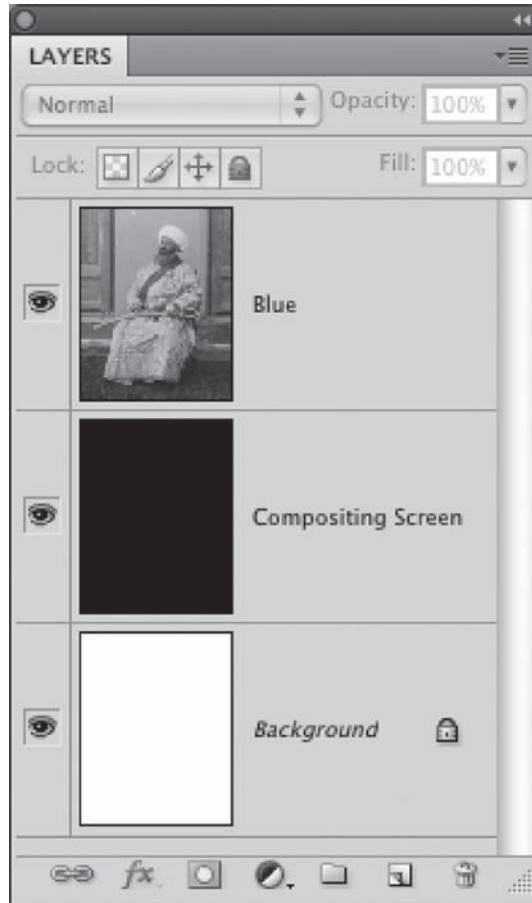 LAYERS
Normal Opacity: 100%
Lock: Fill: 100%
Blue
Compositing Screen
Background
fx